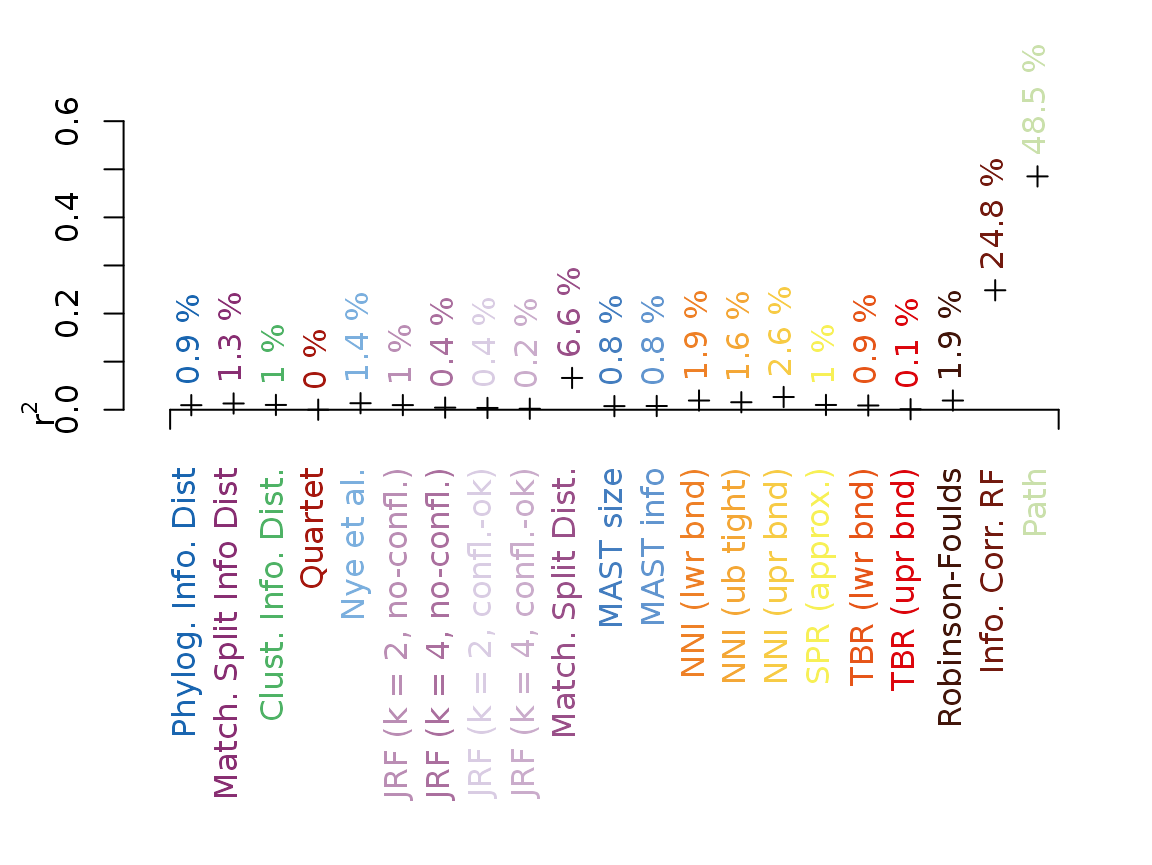 r2
0.0
0.2
0.4
0.6
0.9 %
1.3 %
1 %
0 %
1.4 %
1 %
0.4 %
0.4 %
0.2 %
6.6 %
0.8 %
0.8 %
1.9 %
1.6 %
2.6 %
1 %
0.9 %
0.1 %
1.9 %
24.8 %
48.5 %
Phylog. Info. Dist
Match. Split Info Dist
Clust. Info. Dist.
Quartet
Nye et al.
JRF (k = 2, no-confl.)
JRF (k = 4, no-confl.)
JRF (k = 2, confl.-ok)
JRF (k = 4, confl.-ok)
Match. Split Dist.
MAST size
MAST info
NNI (lwr bnd)
NNI (ub tight)
NNI (upr bnd)
SPR (approx.)
TBR (lwr bnd)
TBR (upr bnd)
Robinson-Foulds
Info. Corr. RF
Path